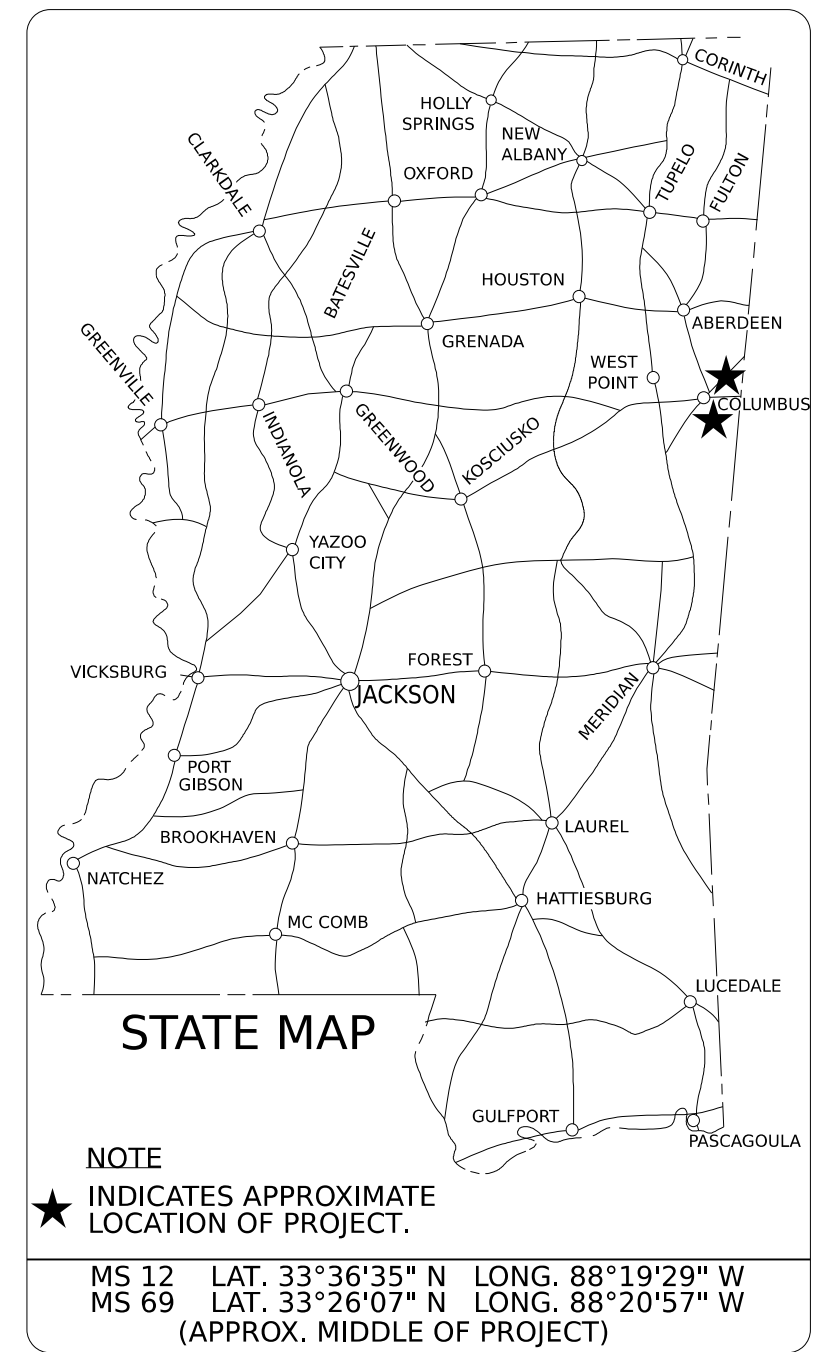 CORINTH
HOLLY
SPRINGS
NEW
ALBANY
CLARKDALE
OXFORD
TUPELO
FULTON
BATESVILLE
HOUSTON
ABERDEEN
GREENVILLE
GRENADA
WEST
POINT
COLUMBUS
INDIANOLA
GREENWOOD
KOSCIUSKO
YAZOO
CITY
VICKSBURG
FOREST
JACKSON
MERIDIAN
PORT
GIBSON
BROOKHAVEN
LAUREL
NATCHEZ
HATTIESBURG
MC COMB
LUCEDALE
STATE MAP
GULFPORT
PASCAGOULA
NOTE
INDICATES APPROXIMATE
LOCATION OF PROJECT.
MS 12 LAT. 33°36'35" N LONG. 88°19'29" W
MS 69 LAT. 33°26'07" N LONG. 88°20'57" W
(APPROX. MIDDLE OF PROJECT)